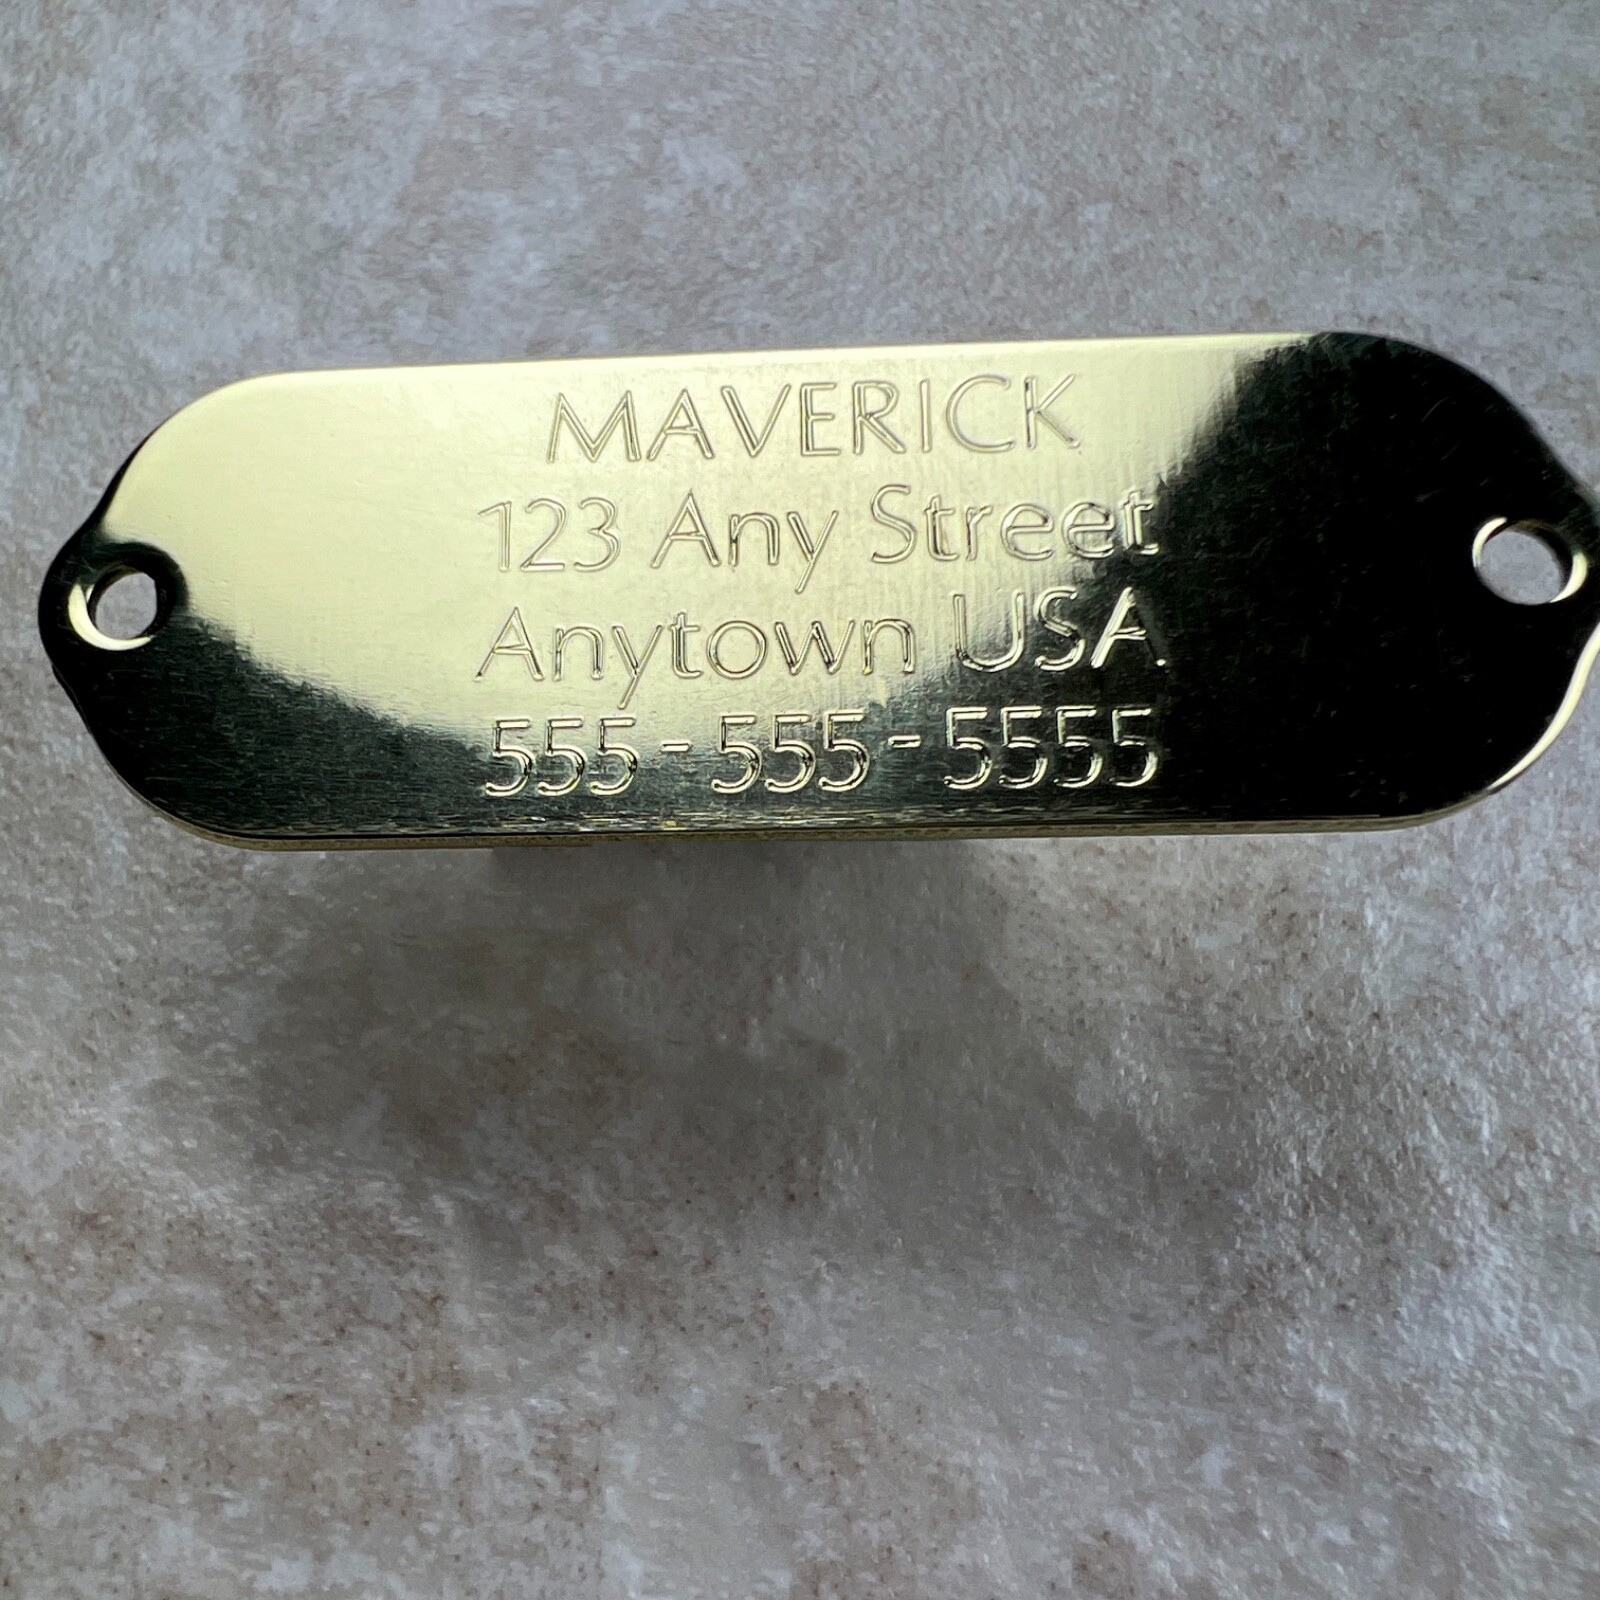 MAVERICK
123 Any Street
Anytown USA
555-555-5555